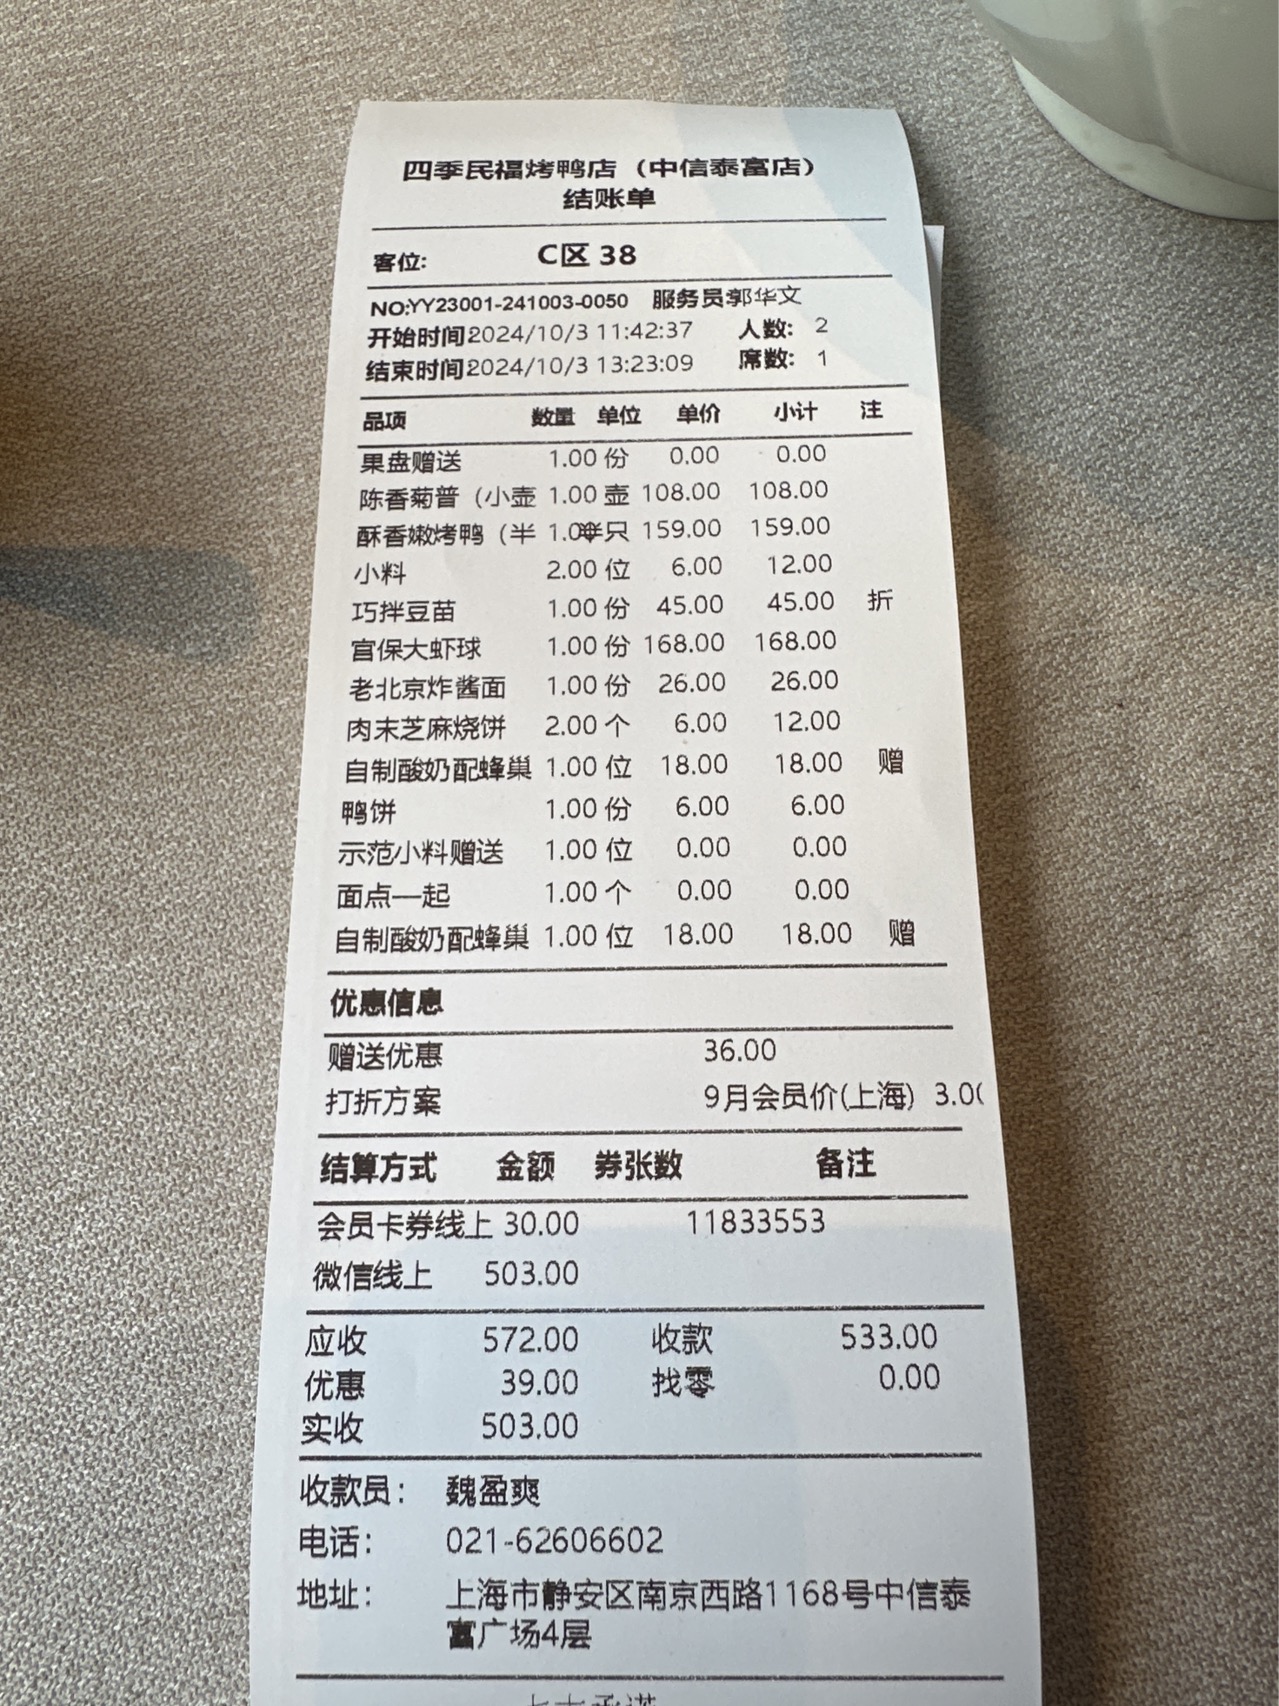 四季民福烤鸭店（中信泰富店）
结账单
客位: C区 38
NO:YY23001-241003-0050 服务员郭华文
开始时间2024/10/3 11:42:37 人数: 2
结束时间2024/10/3 13:23:09 席数: 1
品项 数量 单位 单价 小计 注
果盘赠送 1.00 份 0.00 0.00
陈香菊普（小壶 1.00 壶 108.00 108.00
酥香嫩烤鸭（半 1.00半只 159.00 159.00
小料 2.00 位 6.00 12.00
巧拌豆苗 1.00 份 45.00 45.00 折
宫保大虾球 1.00 份 168.00 168.00
老北京炸酱面 1.00 份 26.00 26.00
肉末芝麻烧饼 2.00 个 6.00 12.00
自制酸奶配蜂巢 1.00 位 18.00 18.00 赠
鸭饼 1.00 份 6.00 6.00
示范小料赠送 1.00 位 0.00 0.00
面点一起 1.00 个 0.00 0.00
自制酸奶配蜂巢 1.00 位 18.00 18.00 赠
优惠信息
赠送优惠 36.00
打折方案 9月会员价(上海) 3.0
结算方式 金额 券张数 备注
会员卡券线上 30.00 11833553
微信线上 503.00
应收 572.00 收款 533.00
优惠 39.00 找零 0.00
实收 503.00
收款员: 魏盈爽
电话: 021-62606602
地址: 上海市静安区南京西路1168号中信泰
富广场4层